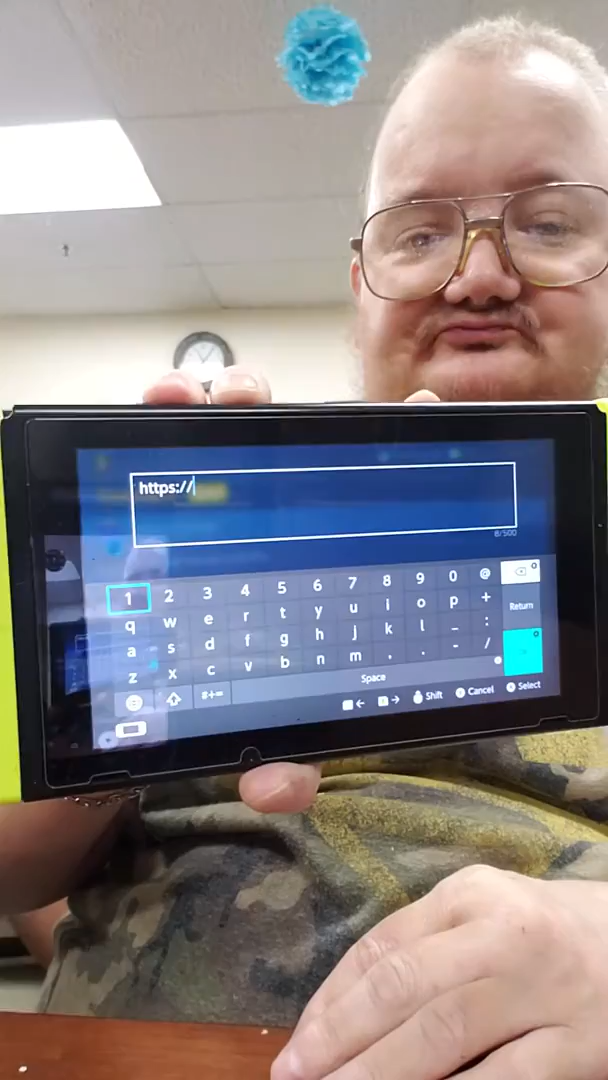 https://
8/500
1 2 3 4 5 6 7 8 9 0 @
q w e r t y u i o p +
Return
a s d f g h j k l _ :
z x c v b n m , . - /
#+= Space
Shift Cancel Select